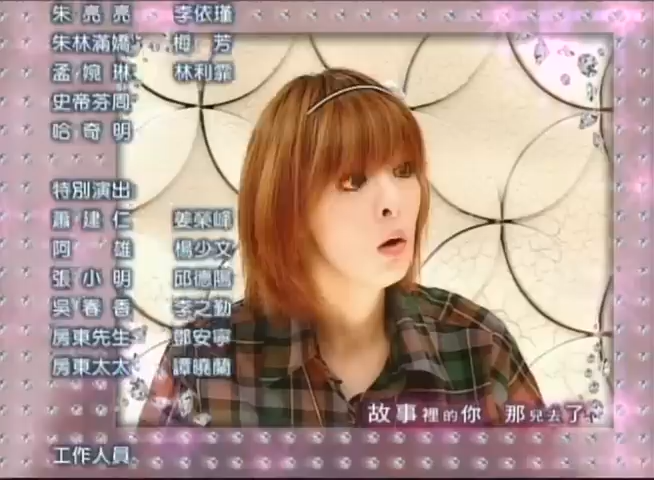 朱亮亮 李依瑾
朱林滿嬌 梅芳
孟婉琳 林利霏
史蒂芬周
哈奇明
特別演出
蕭建仁 姜榮峰
阿雄 楊少文
張小明 邱德陽
吳春香 李之勤
房東先生 鄧安寧
房東太太 譚曉蘭
故事裡的你 那兒去了
工作人員